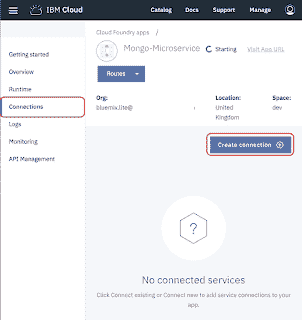 IBM Cloud Catalog Docs Support Manage
Cloud Foundry apps /
Mongo-Microservice Starting Visit App URL
Routes
Getting started
Overview
Runtime
Connections
Logs
Monitoring
API Management
Org: Location: Space:
bluemix.lite@ United Kingdom dev
Create connection
No connected services
Click Connect existing or Connect new to add service connections to your
app.